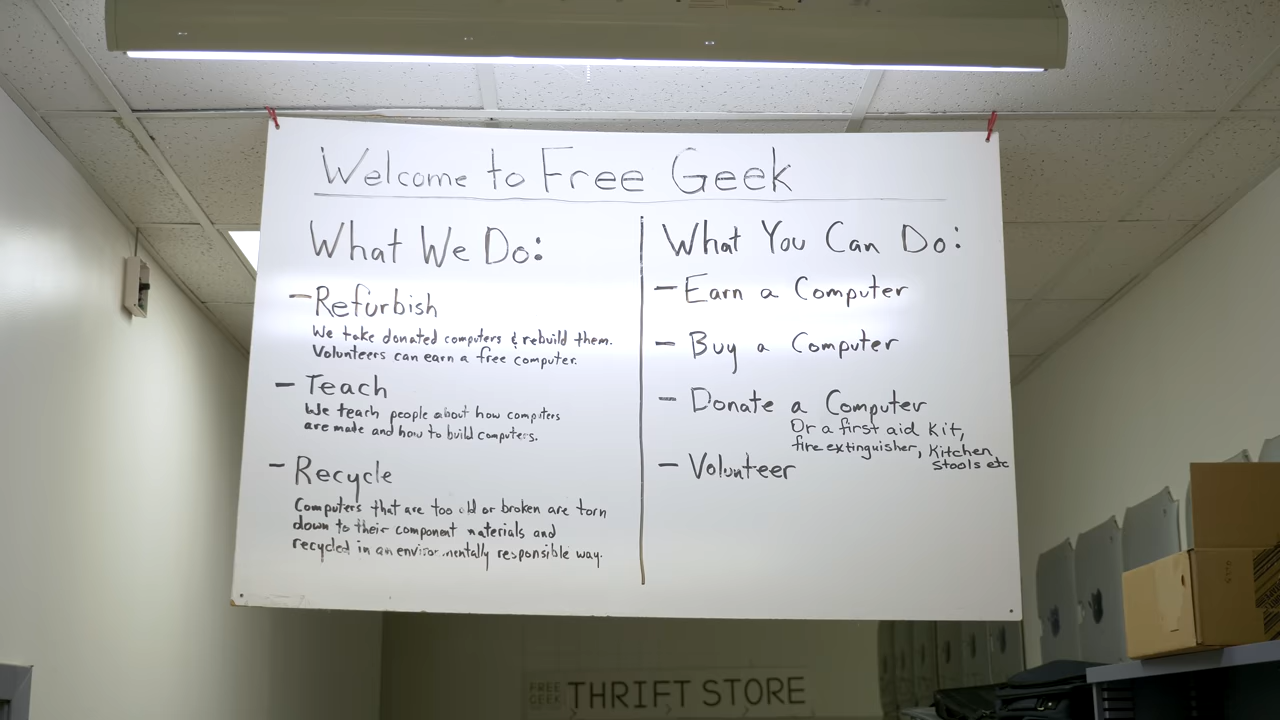 Welcome to Free Geek
What We Do:
- Refurbish
We take donated computers & rebuild them.
Volunteers can earn a free computer.
- Teach
We teach people about how computers
are made and how to build computers.
- Recycle
Computers that are too old or broken are torn
down to their component materials and
recycled in an environmentally responsible way.
What You Can Do:
- Earn a Computer
- Buy a Computer
- Donate a Computer
Or a first aid Kit,
fire extinguisher, Kitchen
Stools etc
- Volunteer
FREE
GEEK
THRIFT STORE